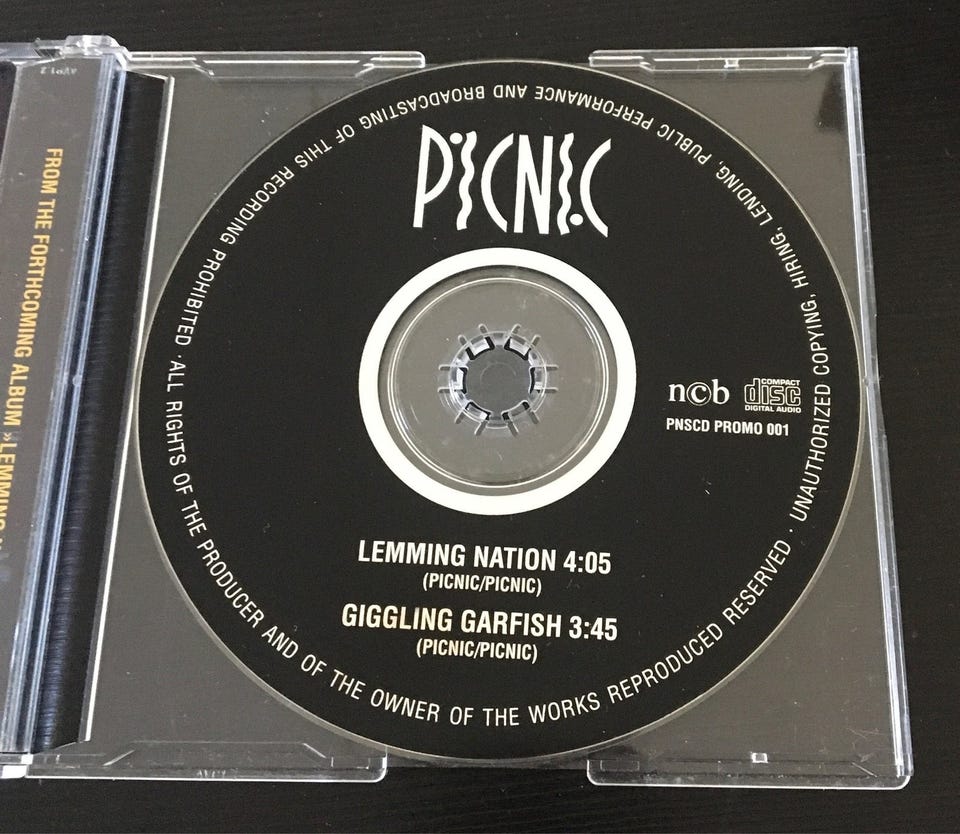 PICNIC
ncb
COMPACT
disc
DIGITAL AUDIO
PNSCD PROMO 001
LEMMING NATION 4:05
(PICNIC/PICNIC)
GIGGLING GARFISH 3:45
(PICNIC/PICNIC)
· ALL RIGHTS OF THE PRODUCER AND OF THE OWNER OF THE WORKS REPRODUCED RESERVED · UNAUTHORIZED COPYING, HIRING, LENDING, PUBLIC PERFORMANCE AND BROADCASTING OF THIS RECORDING PROHIBITED
FROM THE FORTHCOMING ALBUM »LEMMING